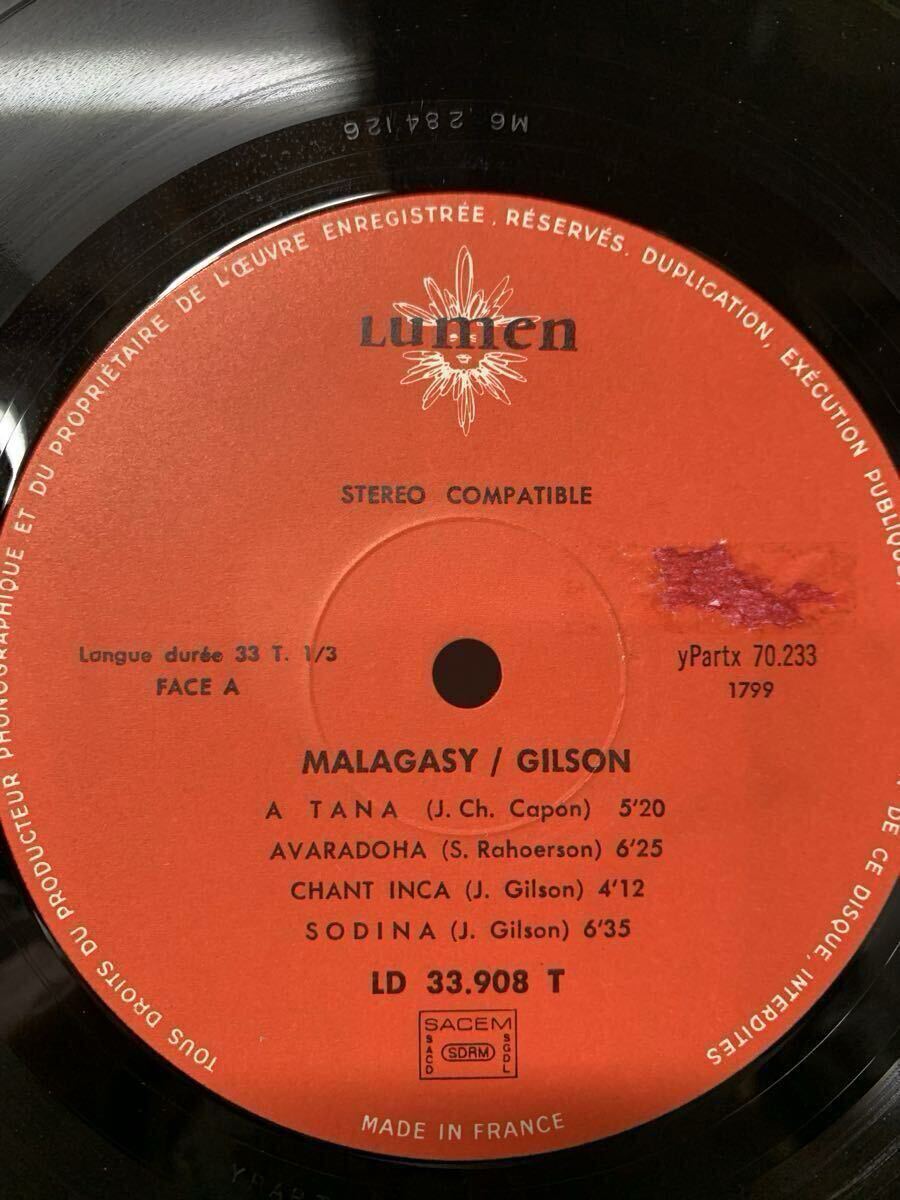 M6 284126
TOUS DROITS DU PRODUCTEUR PHONOGRAPHIQUE ET DU PROPRIÉTAIRE DE L'ŒUVRE ENREGISTRÉE, RÉSERVÉS. DUPLICATION, EXÉCUTION PUBLIQUE, DE CE DISQUE, INTERDITES
Lumen
STEREO COMPATIBLE
Langue durée 33 T. 1/3
FACE A
yPartx 70.233
1799
MALAGASY / GILSON
A TANA (J. Ch. Capon) 5'20
AVARADOHA (S. Rahoerson) 6'25
CHANT INCA (J. Gilson) 4'12
SODINA (J. Gilson) 6'35
LD 33.908 T
SACEM
SACD
SDRM
SGDL
MADE IN FRANCE